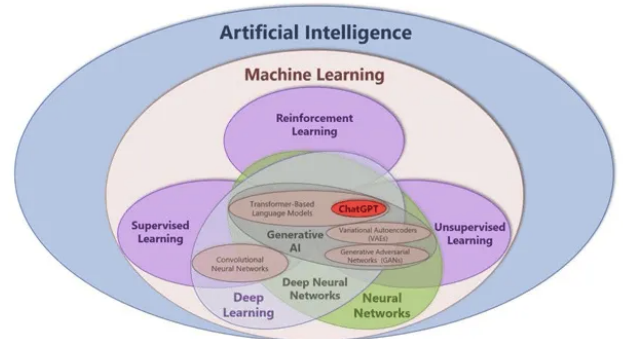 Artificial Intelligence
Machine Learning
Reinforcement
Learning
Transformer-Based
Language Models
ChatGPT
Supervised
Learning
Generative
AI
Variational Autoencoders
(VAEs)
Unsupervised
Learning
Convolutional
Neural Networks
Generative Adversarial
Networks (GANs)
Deep Neural
Networks
Deep
Learning
Neural
Networks